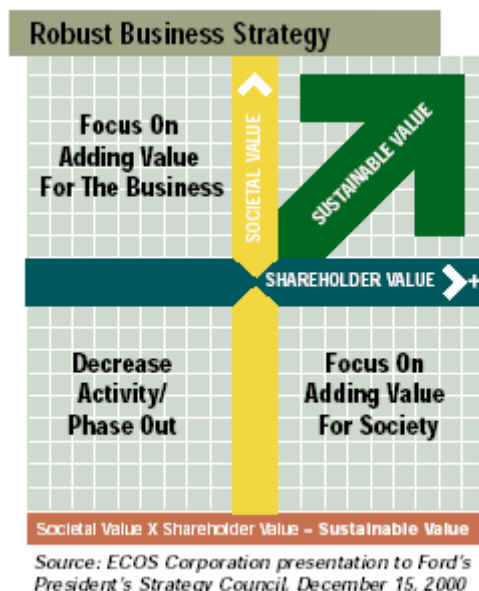 Robust Business Strategy
Focus On
Adding Value
For The Business
SOCIETAL VALUE
SUSTAINABLE VALUE
SHAREHOLDER VALUE
+
Decrease
Activity/
Phase Out
Focus On
Adding Value
For Society
Societal Value X Shareholder Value – Sustainable Value
Source: ECOS Corporation presentation to Ford's
President's Strategy Council, December 15, 2000